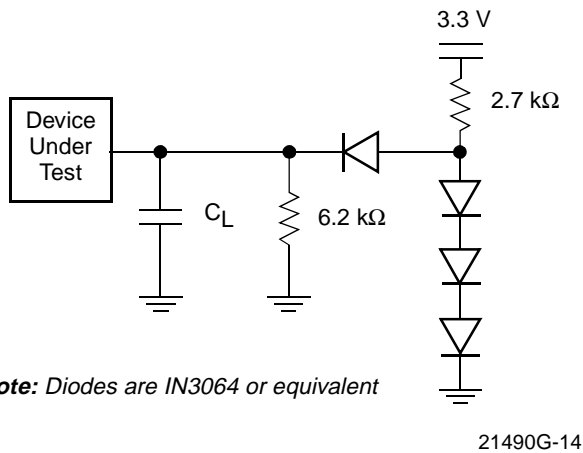 3.3 V
2.7 kΩ
Device
Under
Test
CL
6.2 kΩ
ote: Diodes are IN3064 or equivalent
21490G-14